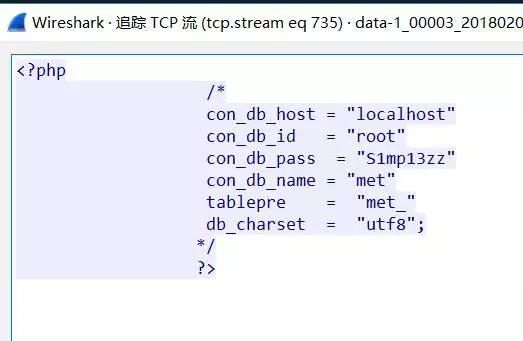 Wireshark · 追踪 TCP 流 (tcp.stream eq 735) · data-1_00003_2018020
<?php
/*
con_db_host = "localhost"
con_db_id = "root"
con_db_pass = "S1mp13zz"
con_db_name = "met"
tablepre = "met_"
db_charset = "utf8";
*/
?>